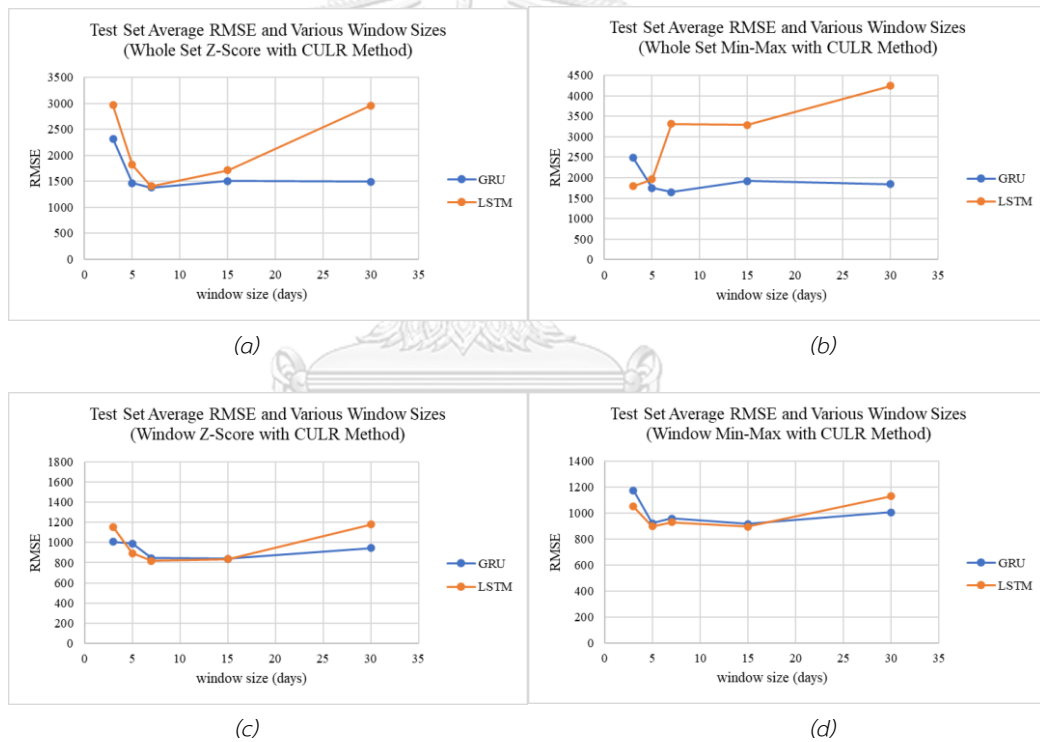 Test Set Average RMSE and Various Window Sizes
(Whole Set Z-Score with CULR Method)
3500
3000
2500
2000
1500
1000
500
0
RMSE
0 5 10 15 20 25 30 35
window size (days)
GRU
LSTM
(a)
Test Set Average RMSE and Various Window Sizes
(Whole Set Min-Max with CULR Method)
4500
4000
3500
3000
2500
2000
1500
1000
500
0
RMSE
0 5 10 15 20 25 30 35
window size (days)
GRU
LSTM
(b)
Test Set Average RMSE and Various Window Sizes
(Window Z-Score with CULR Method)
1800
1600
1400
1200
1000
800
600
400
200
0
RMSE
0 5 10 15 20 25 30 35
window size (days)
GRU
LSTM
(c)
Test Set Average RMSE and Various Window Sizes
(Window Min-Max with CULR Method)
1400
1200
1000
800
600
400
200
0
RMSE
0 5 10 15 20 25 30 35
window size (days)
GRU
LSTM
(d)